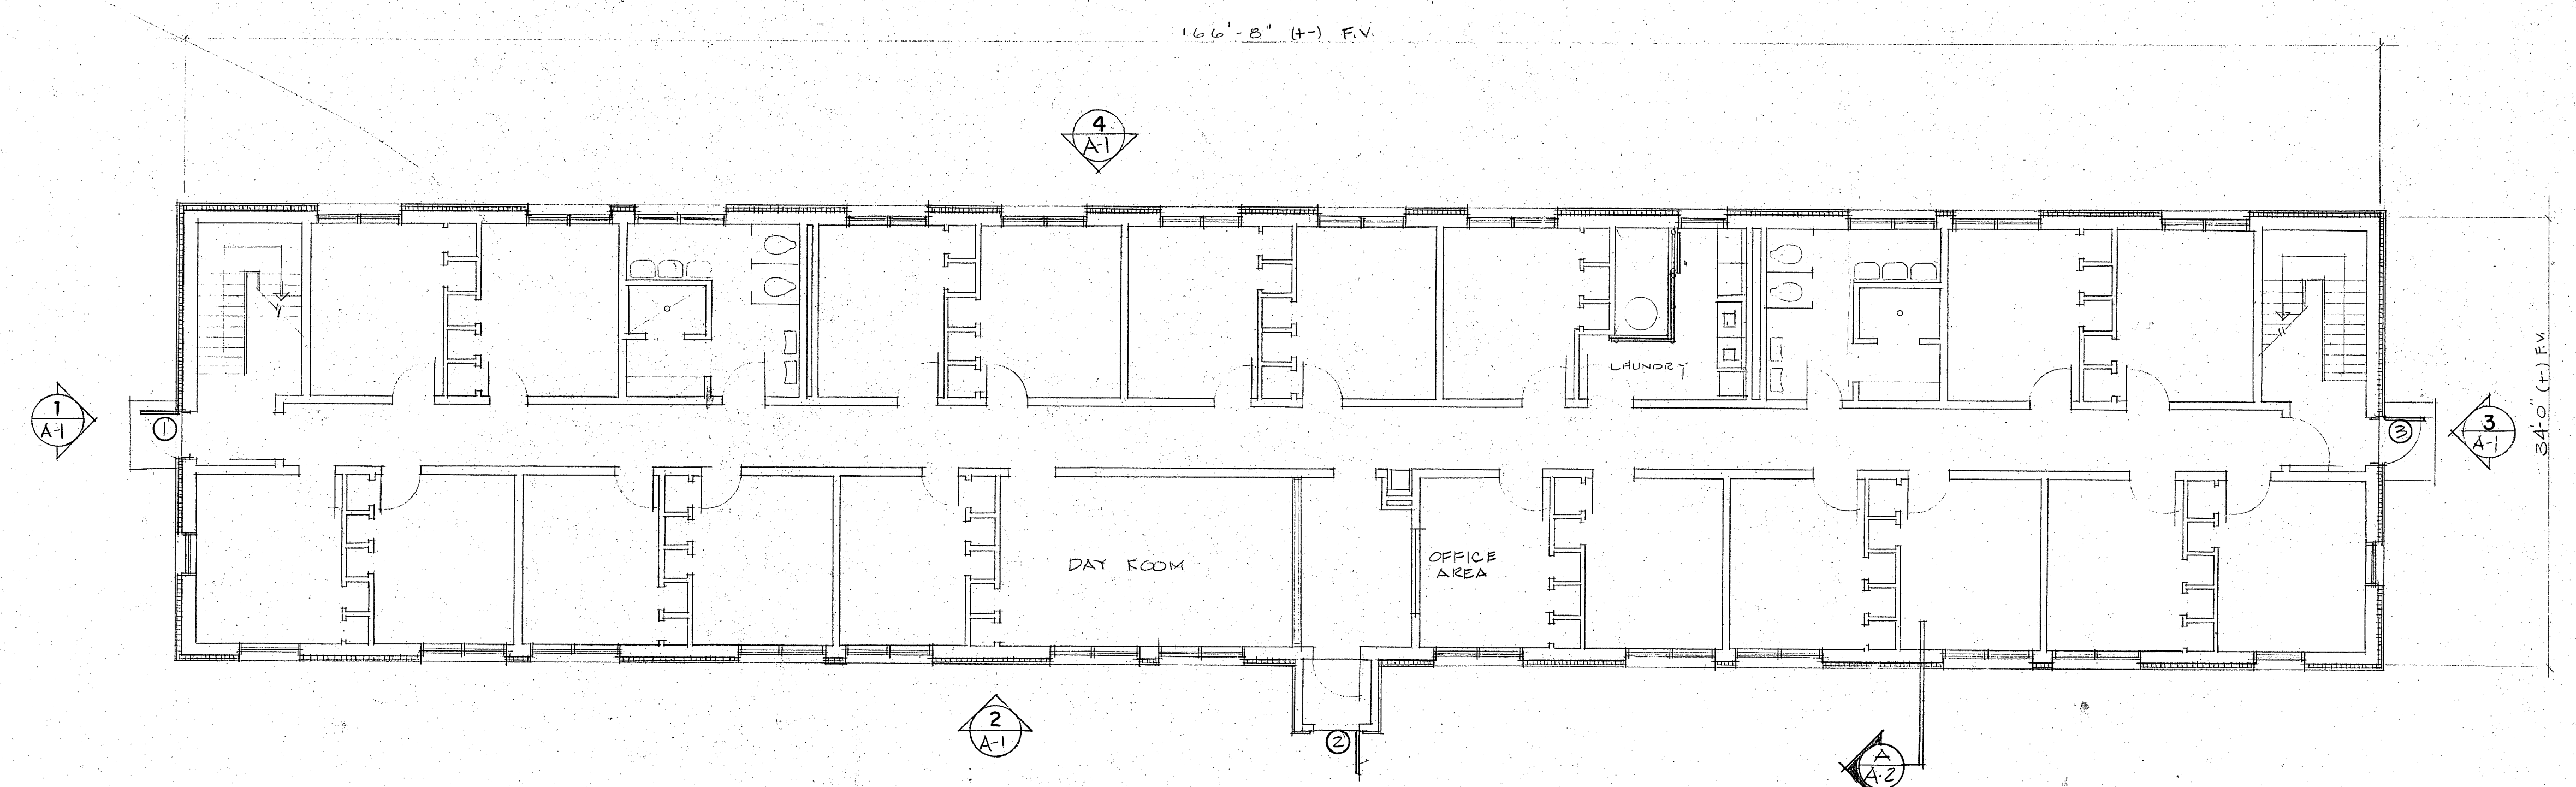 166'-8" (+-) F.V.
4
A-1
1
A-1
1
LAUNDRY
3
3
A-1
34'-0" (+-) F.V.
DAY ROOM
OFFICE
AREA
2
A-1
2
A
A-2